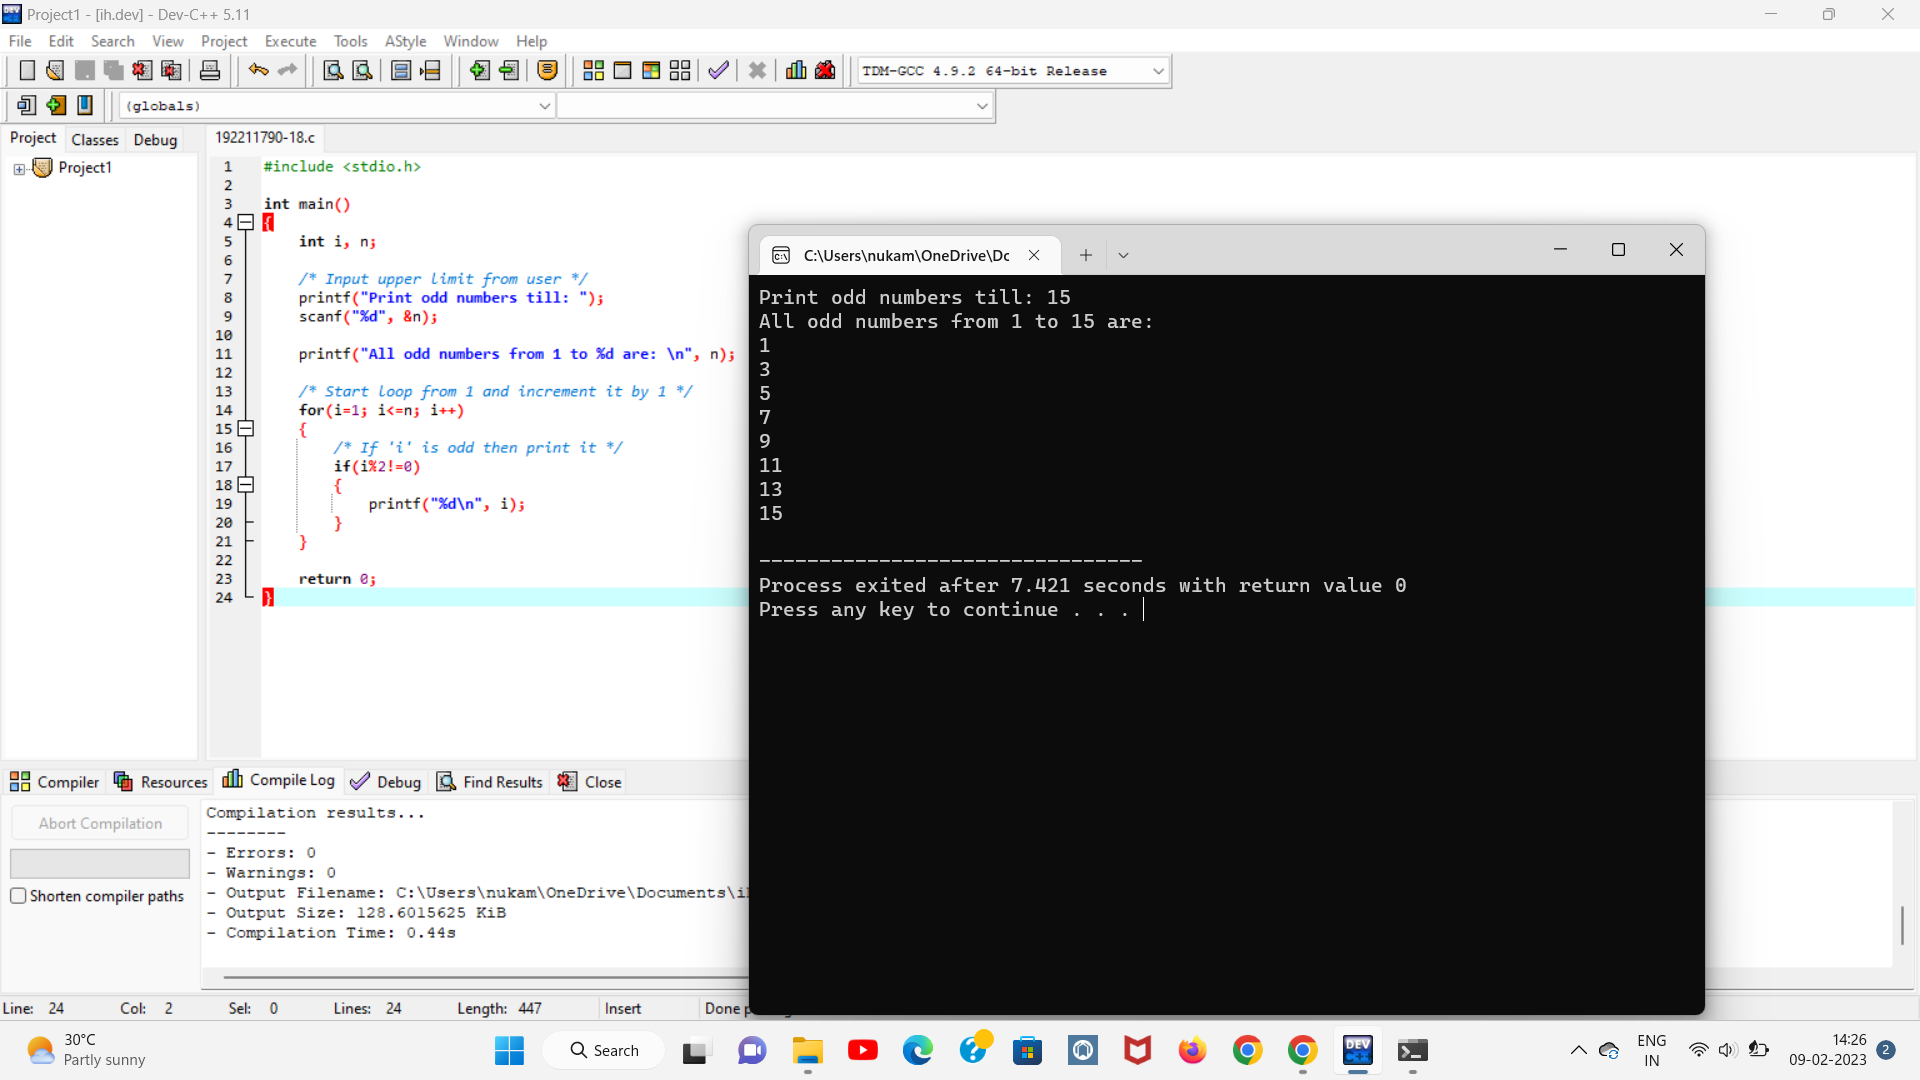 Project1 - [ih.dev] - Dev-C++ 5.11
File Edit Search View Project Execute Tools AStyle Window Help
TDM-GCC 4.9.2 64-bit Release
(globals)
Project Classes Debug
192211790-18.c
Project1
1 #include <stdio.h>
2
3 int main()
4 {
5 int i, n;
6
7 /* Input upper limit from user */
8 printf("Print odd numbers till: ");
9 scanf("%d", &n);
10
11 printf("All odd numbers from 1 to %d are: \n", n);
12
13 /* Start loop from 1 and increment it by 1 */
14 for(i=1; i<=n; i++)
15 {
16 /* If 'i' is odd then print it */
17 if(i%2!=0)
18 {
19 printf("%d\n", i);
20 }
21 }
22
23 return 0;
24 }
C:\Users\nukam\OneDrive\Dc
Print odd numbers till: 15
All odd numbers from 1 to 15 are:
1
3
5
7
9
11
13
15
--------------------------------
Process exited after 7.421 seconds with return value 0
Press any key to continue . . .
Compiler Resources Compile Log Debug Find Results Close
Abort Compilation
Shorten compiler paths
Compilation results...
--------
- Errors: 0
- Warnings: 0
- Output Filename: C:\Users\nukam\OneDrive\Documents\i
- Output Size: 128.6015625 KiB
- Compilation Time: 0.44s
Line: 24 Col: 2 Sel: 0 Lines: 24 Length: 447 Insert Done
30°C
Partly sunny
Search
DEV
ENG
IN
14:26
09-02-2023
2